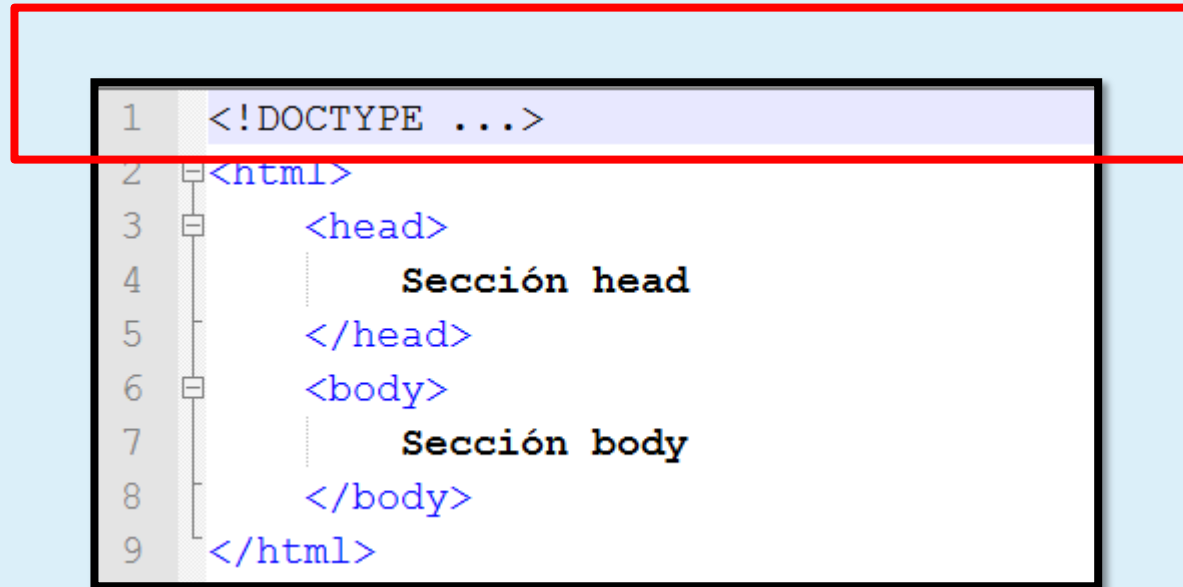 1 <!DOCTYPE ...>
2 <html>
3 <head>
4 Sección head
5 </head>
6 <body>
7 Sección body
8 </body>
9 </html>